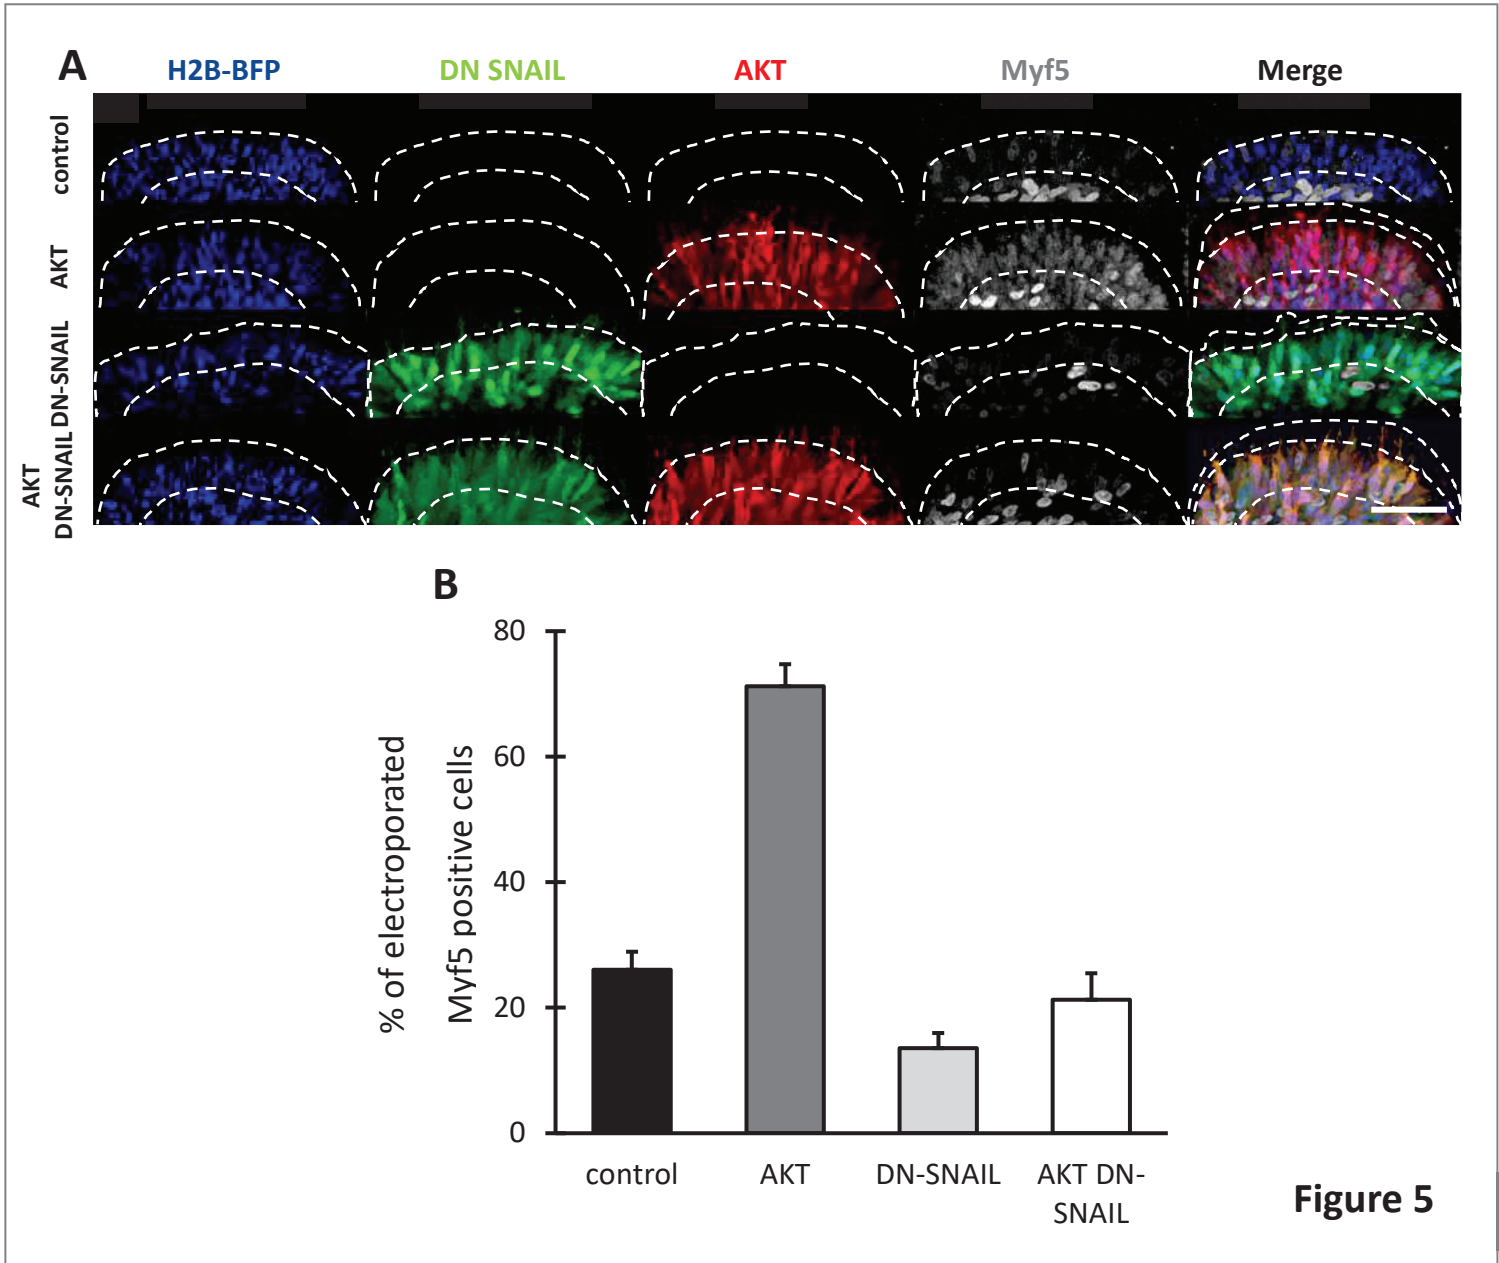 A
H2B-BFP
DN SNAIL
AKT
Myf5
Merge
control
AKT
DN-SNAIL
AKT
DN-SNAIL
B
% of electroporated
Myf5 positive cells
80
60
40
20
0
control
AKT
DN-SNAIL
AKT DN-
SNAIL
Figure 5